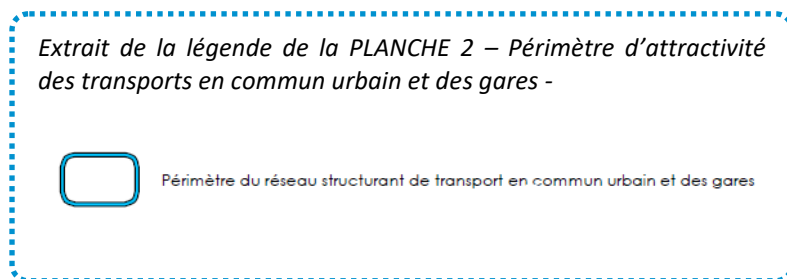 Extrait de la légende de la PLANCHE 2 – Périmètre d’attractivité
des transports en commun urbain et des gares -
Périmètre du réseau structurant de transport en commun urbain et des gares